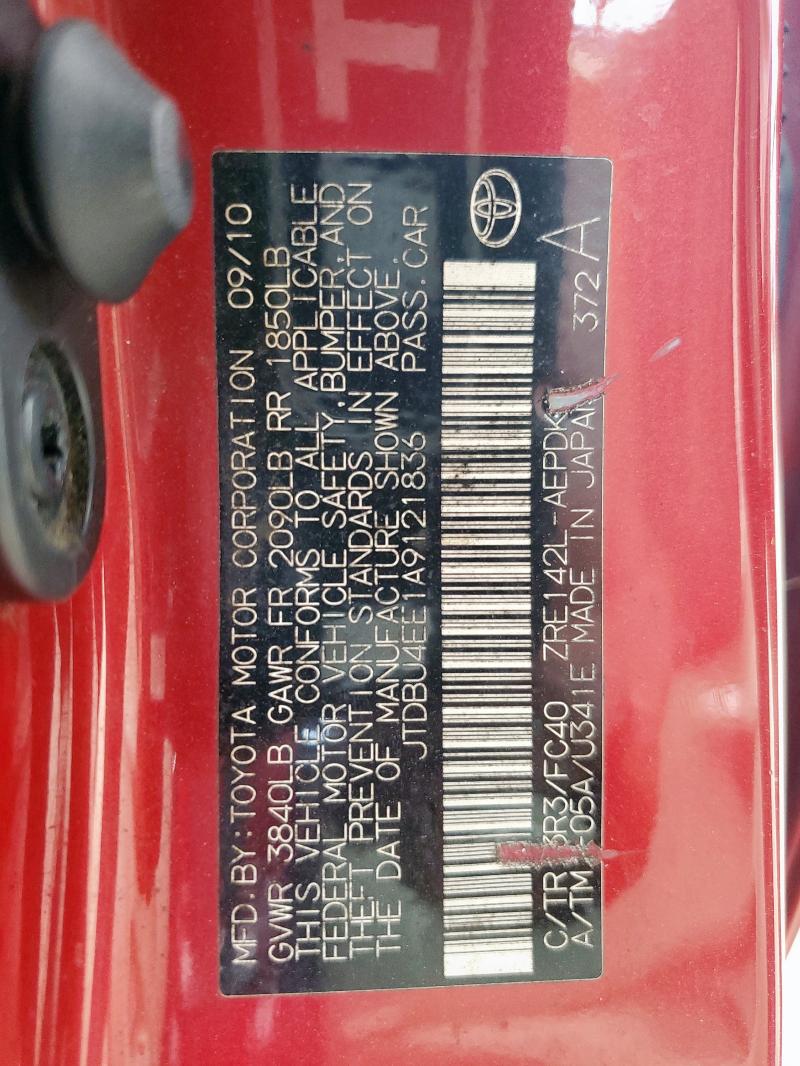 MFD. BY: TOYOTA MOTOR CORPORATION 09/10
GVWR 3840LB GAWR FR 2090LB RR 1850LB
THIS VEHICLE CONFORMS TO ALL APPLICABLE
FEDERAL MOTOR VEHICLE SAFETY, BUMPER, AND
THEFT PREVENTION STANDARDS IN EFFECT ON
THE DATE OF MANUFACTURE SHOWN ABOVE.
JTDBU4EE1A9121836 PASS. CAR
C/TR 3R3/FC40 ZRE142L-AEPDK
A/TM -05A/U341E MADE IN JAPAN 372 A